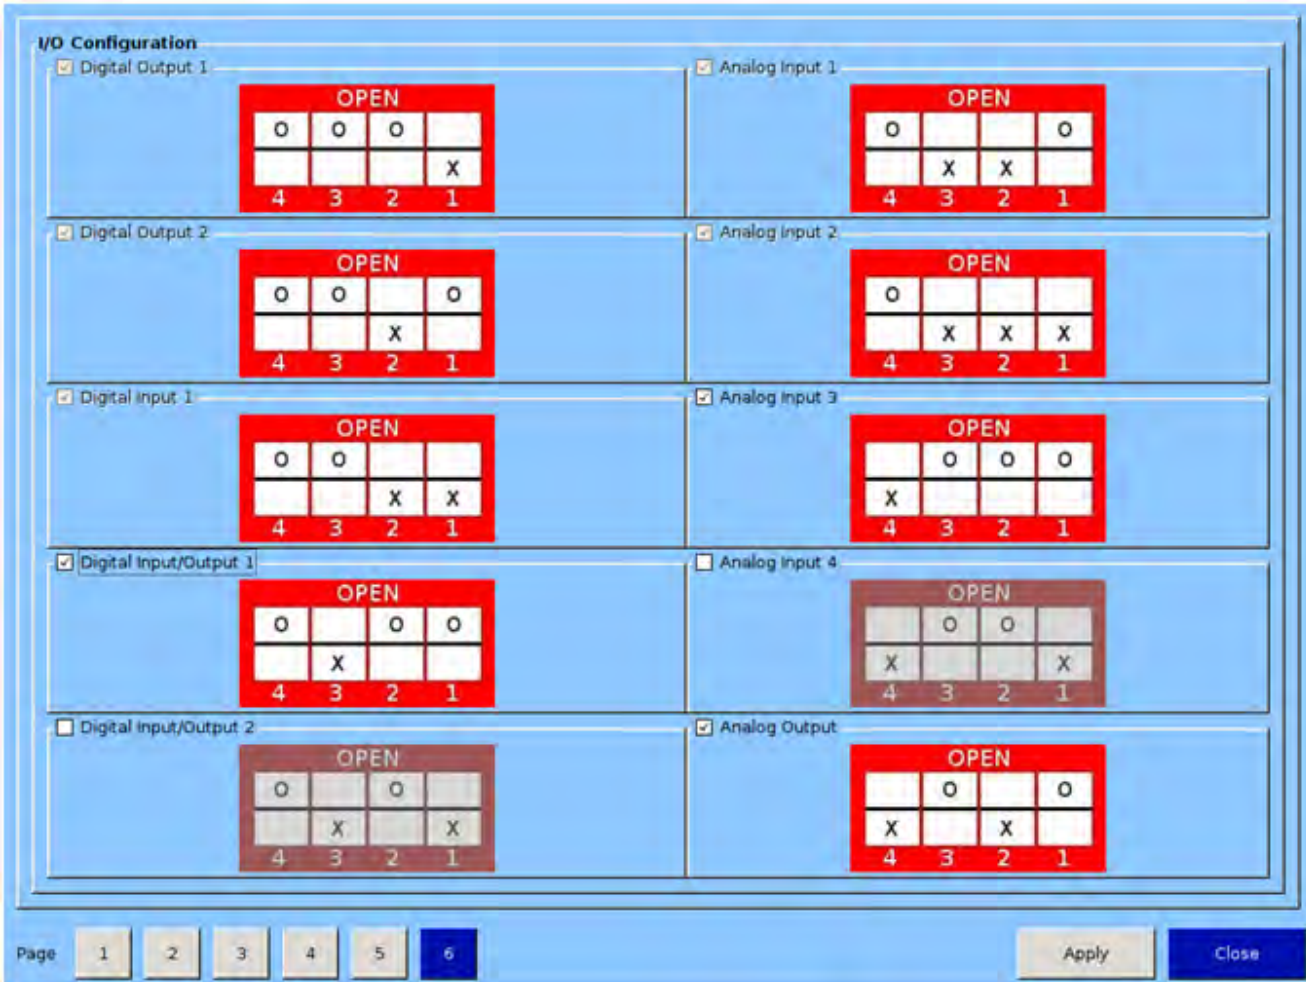 I/O Configuration
Digital Output 1
OPEN
O O O
X
4 3 2 1
Analog Input 1
OPEN
O O
X X
4 3 2 1
Digital Output 2
OPEN
O O O
X
4 3 2 1
Analog Input 2
OPEN
O
X X X
4 3 2 1
Digital Input 1
OPEN
O O
X X
4 3 2 1
Analog Input 3
OPEN
O O O
X
4 3 2 1
Digital Input/Output 1
OPEN
O O O
X
4 3 2 1
Analog Input 4
OPEN
O O
X X
4 3 2 1
Digital Input/Output 2
OPEN
O O
X X
4 3 2 1
Analog Output
OPEN
O O
X X
4 3 2 1
Page 1 2 3 4 5 6 Apply Close